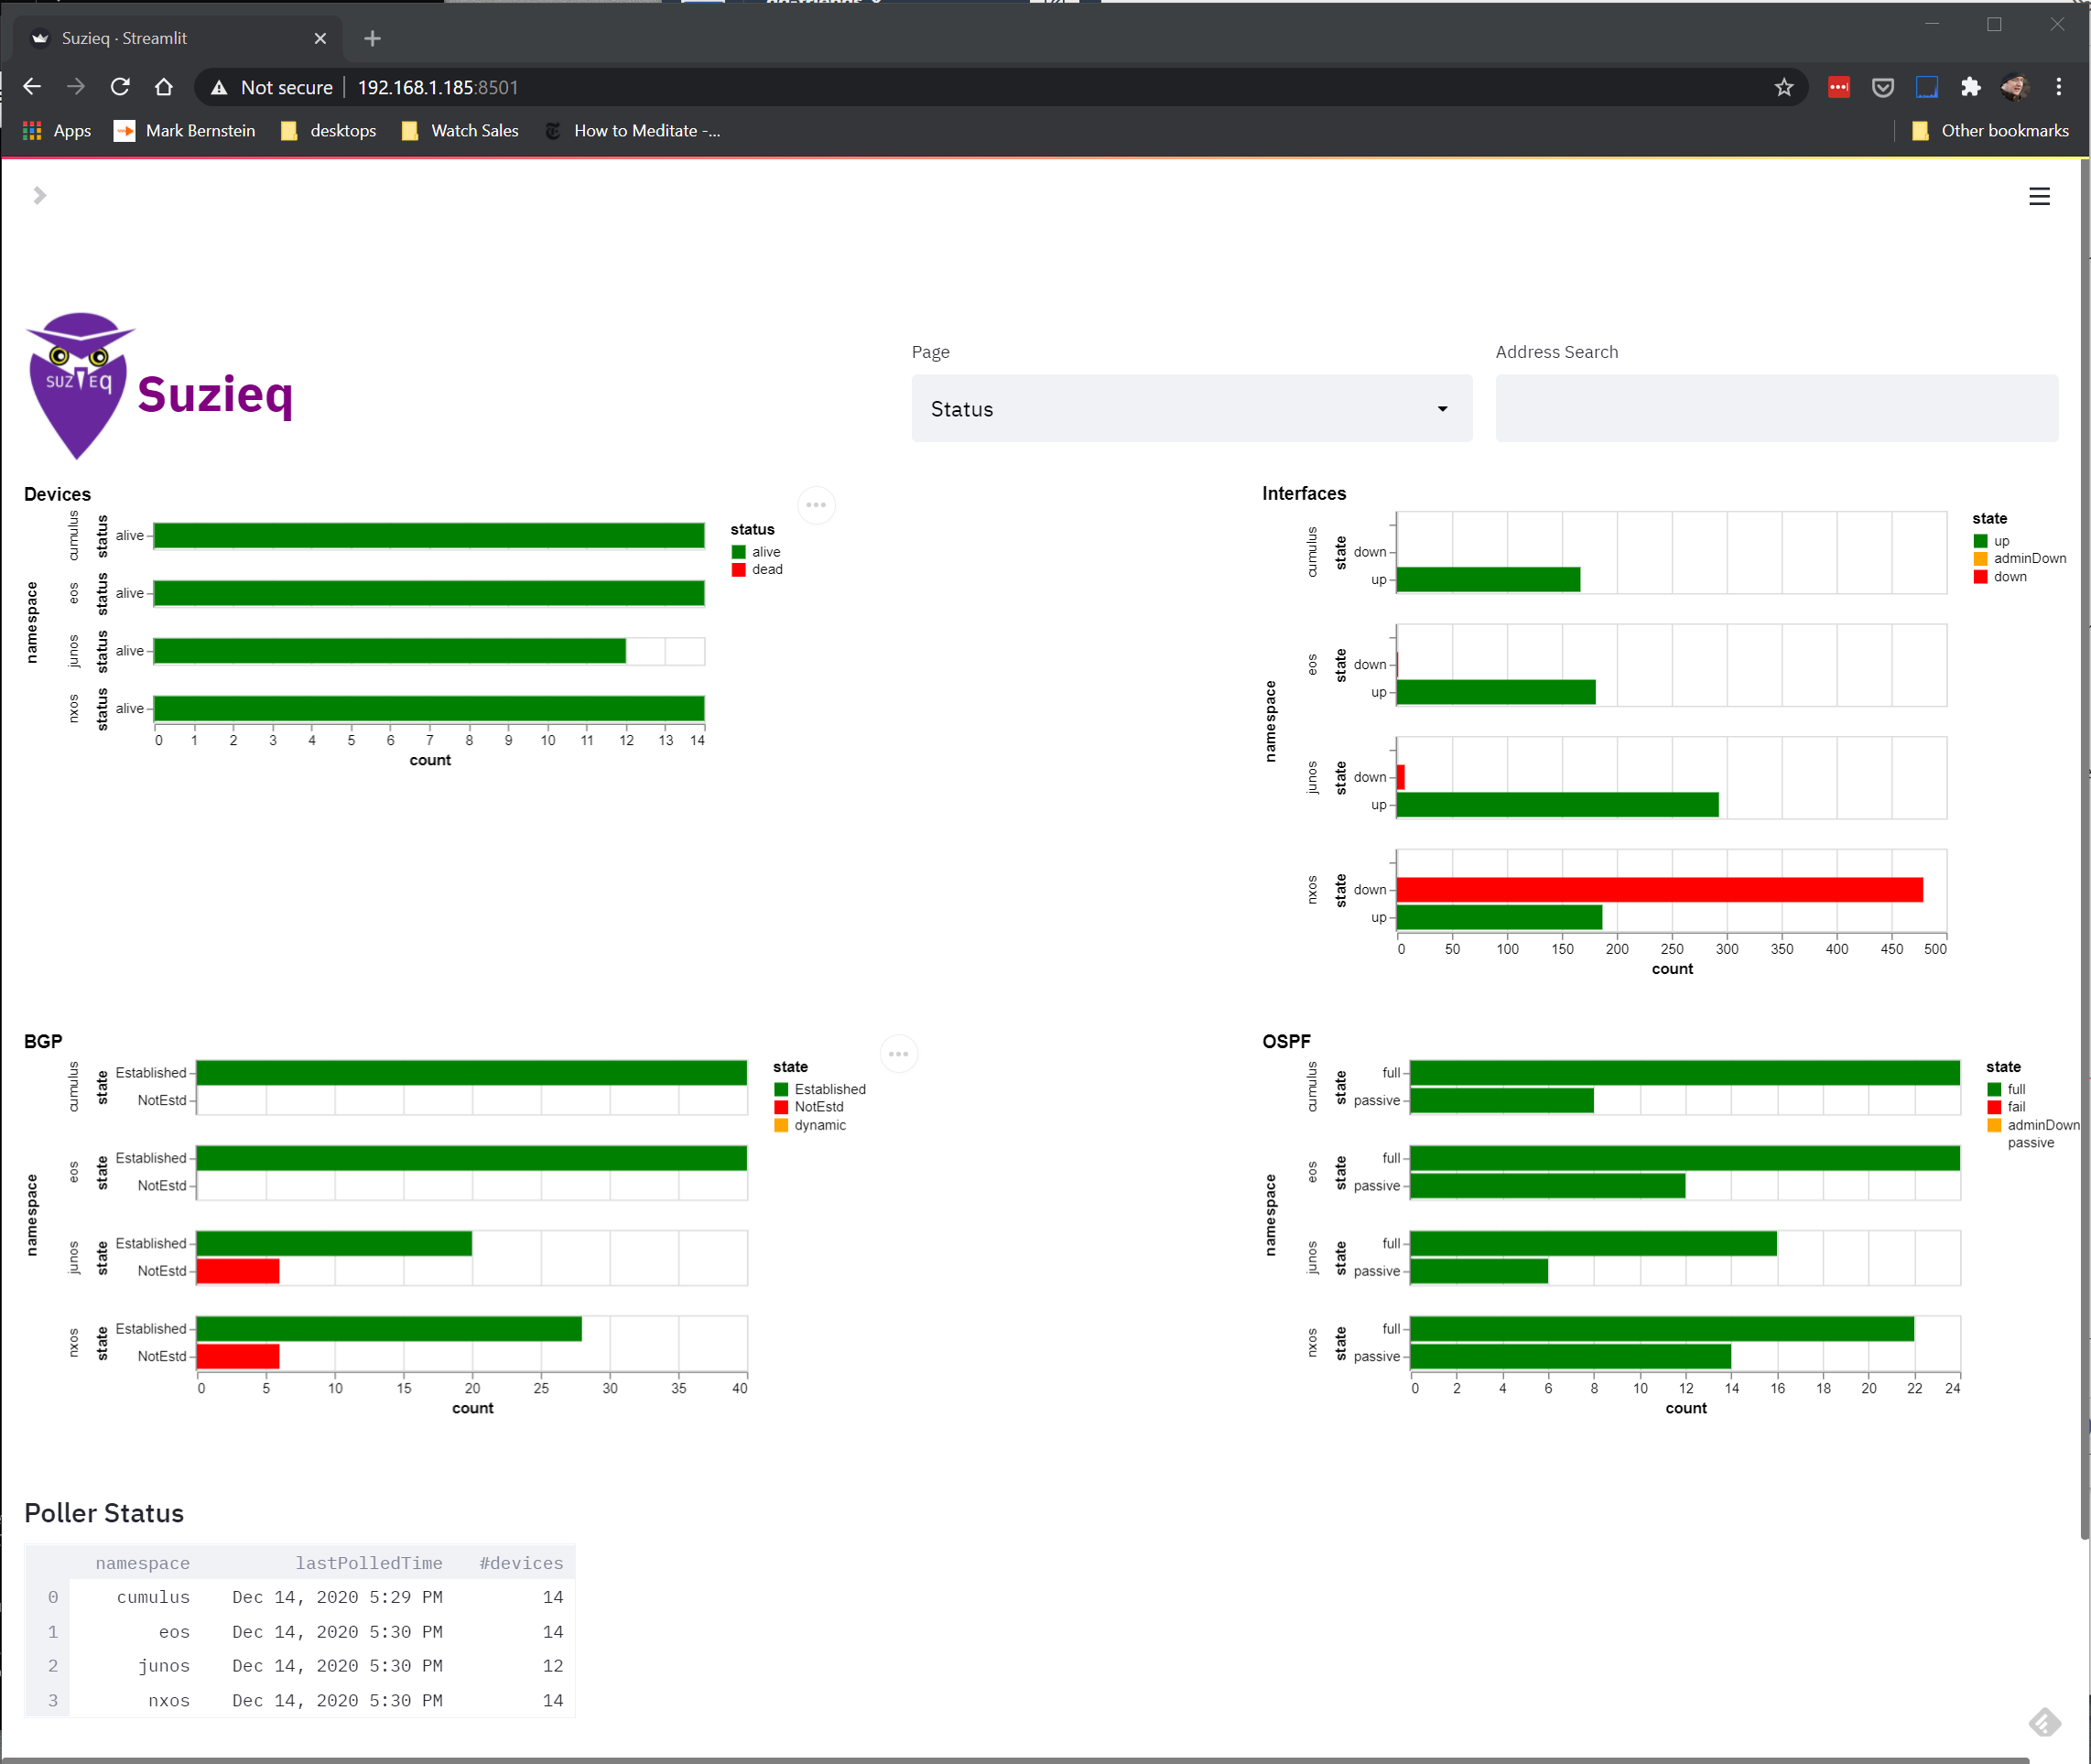 Suzieq · Streamlit
Not secure 192.168.1.185:8501
Apps Mark Bernstein desktops Watch Sales How to Meditate -... Other bookmarks
SUZIEq
Suzieq
Page
Status
Address Search
Devices
namespace
cumulus status alive
eos status alive
junos status alive
nxos status alive
0 1 2 3 4 5 6 7 8 9 10 11 12 13 14
count
status
alive
dead
Interfaces
namespace
cumulus state down
up
eos state down
up
junos state down
up
nxos state down
up
0 50 100 150 200 250 300 350 400 450 500
count
state
up
adminDown
down
BGP
namespace
cumulus state Established
NotEstd
eos state Established
NotEstd
junos state Established
NotEstd
nxos state Established
NotEstd
0 5 10 15 20 25 30 35 40
count
state
Established
NotEstd
dynamic
OSPF
namespace
cumulus state full
passive
eos state full
passive
junos state full
passive
nxos state full
passive
0 2 4 6 8 10 12 14 16 18 20 22 24
count
state
full
fail
adminDown
passive
Poller Status
namespace lastPolledTime #devices
0 cumulus Dec 14, 2020 5:29 PM 14
1 eos Dec 14, 2020 5:30 PM 14
2 junos Dec 14, 2020 5:30 PM 12
3 nxos Dec 14, 2020 5:30 PM 14